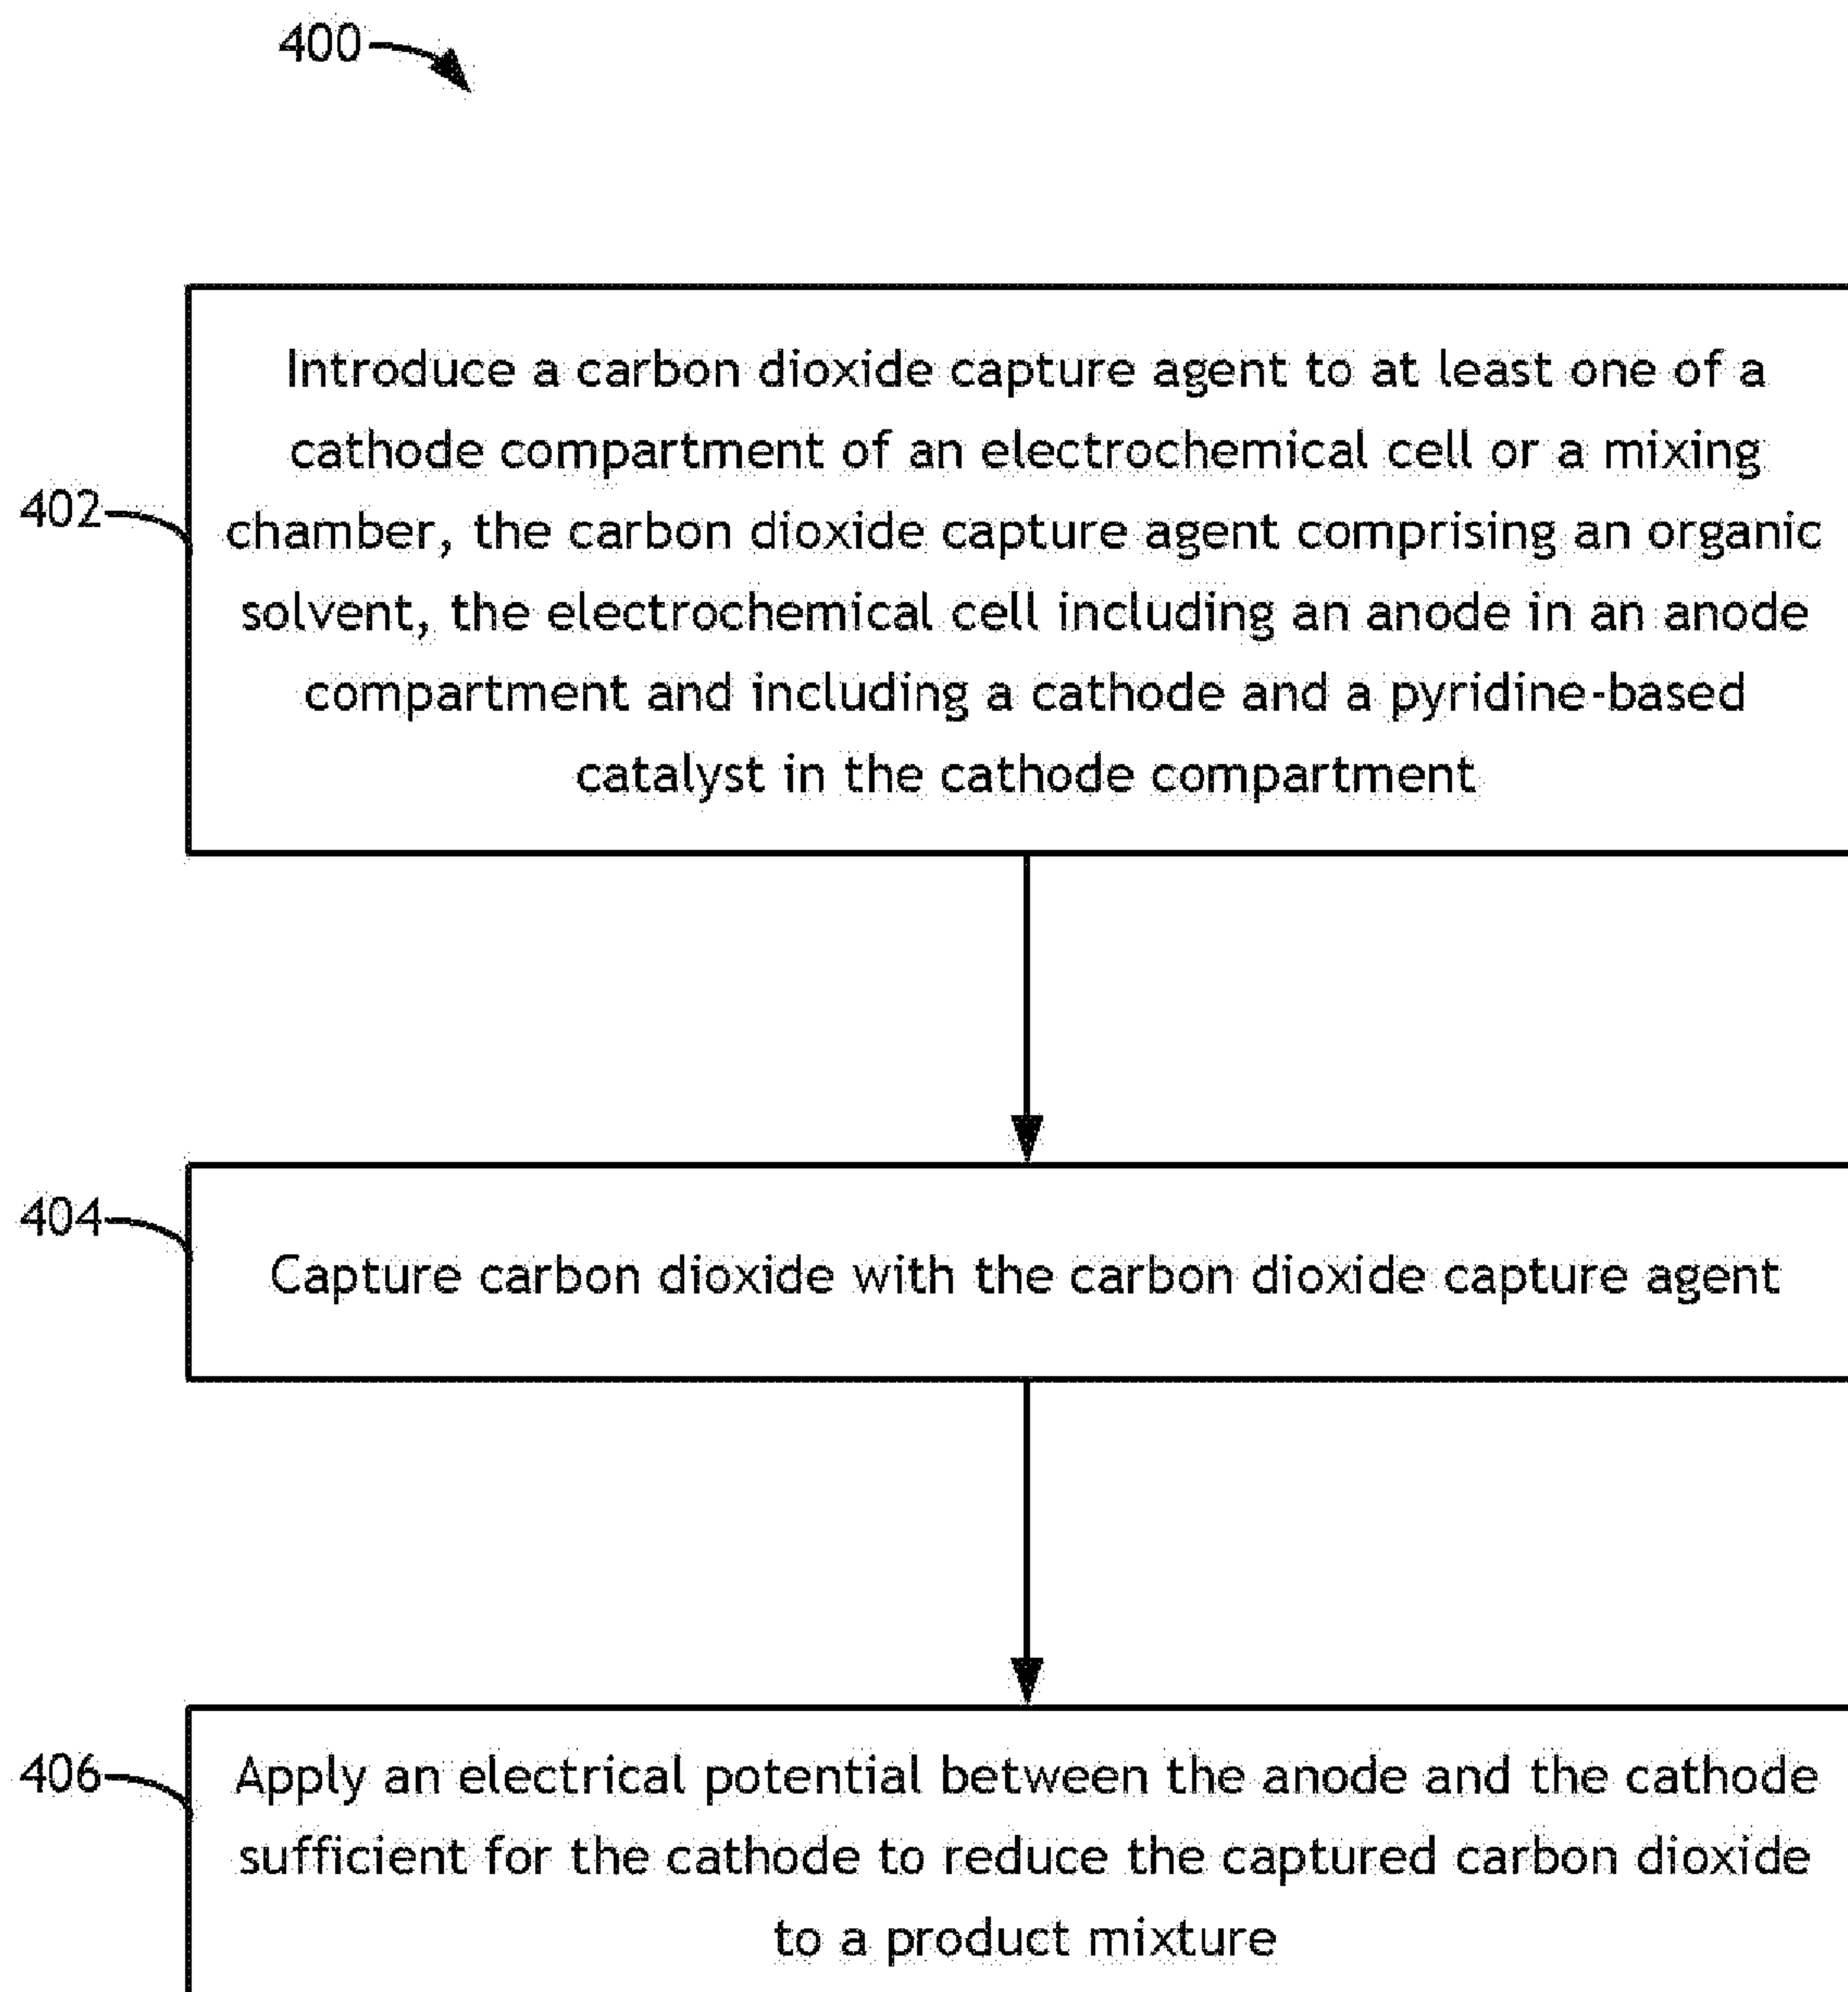 400
Introduce a carbon dioxide capture agent to at least one of a
cathode compartment of an electrochemical cell or a mixing
402
chamber, the carbon dioxide capture agent comprising an organic
solvent, the electrochemical cell including an anode in an anode
compartment and including a cathode and a pyridine-based
catalyst in the cathode compartment
404
Capture carbon dioxide with the carbon dioxide capture agent
406
Apply an electrical potential between the anode and the cathode
sufficient for the cathode to reduce the captured carbon dioxide
to a product mixture